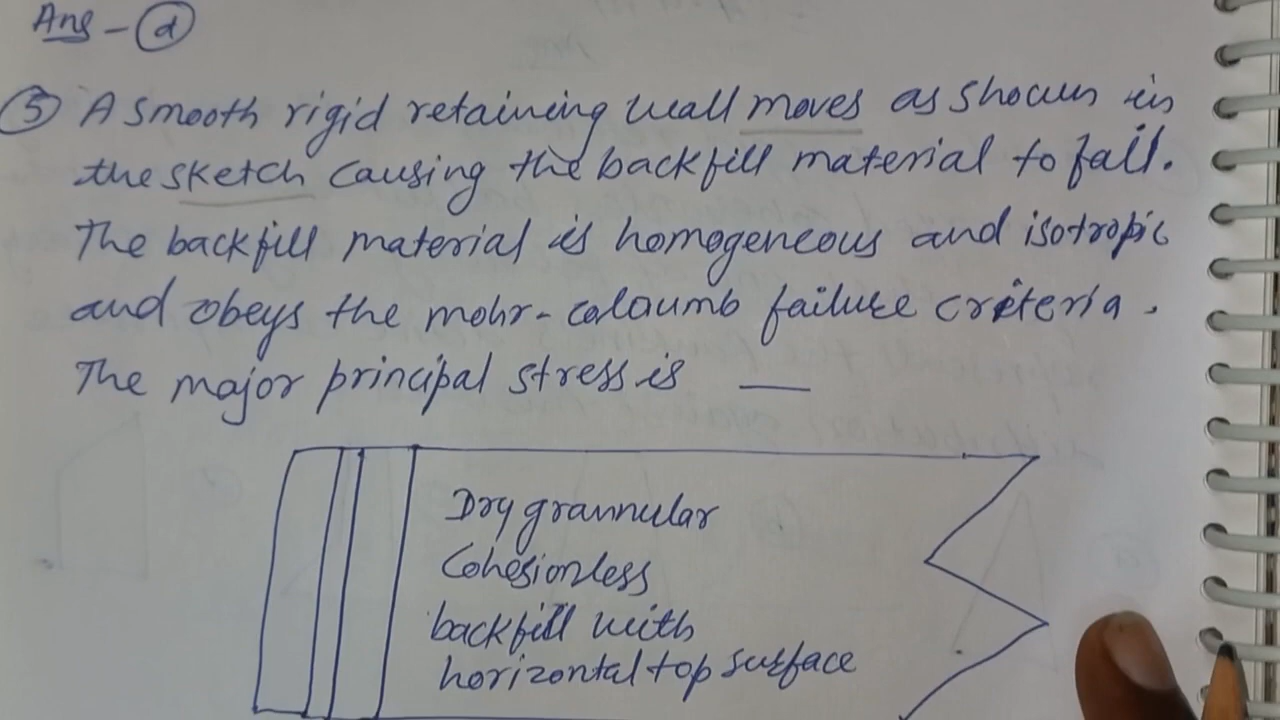 Ans - d
5 A smooth rigid retaining wall moves as shown in
the sketch causing the backfill material to fail.
The backfill material is homogeneous and isotropic
and obeys the mohr-coloumb failure criteria.
The major principal stress is __
Dry grannular
Cohesionless
backfill with
horizontal top surface